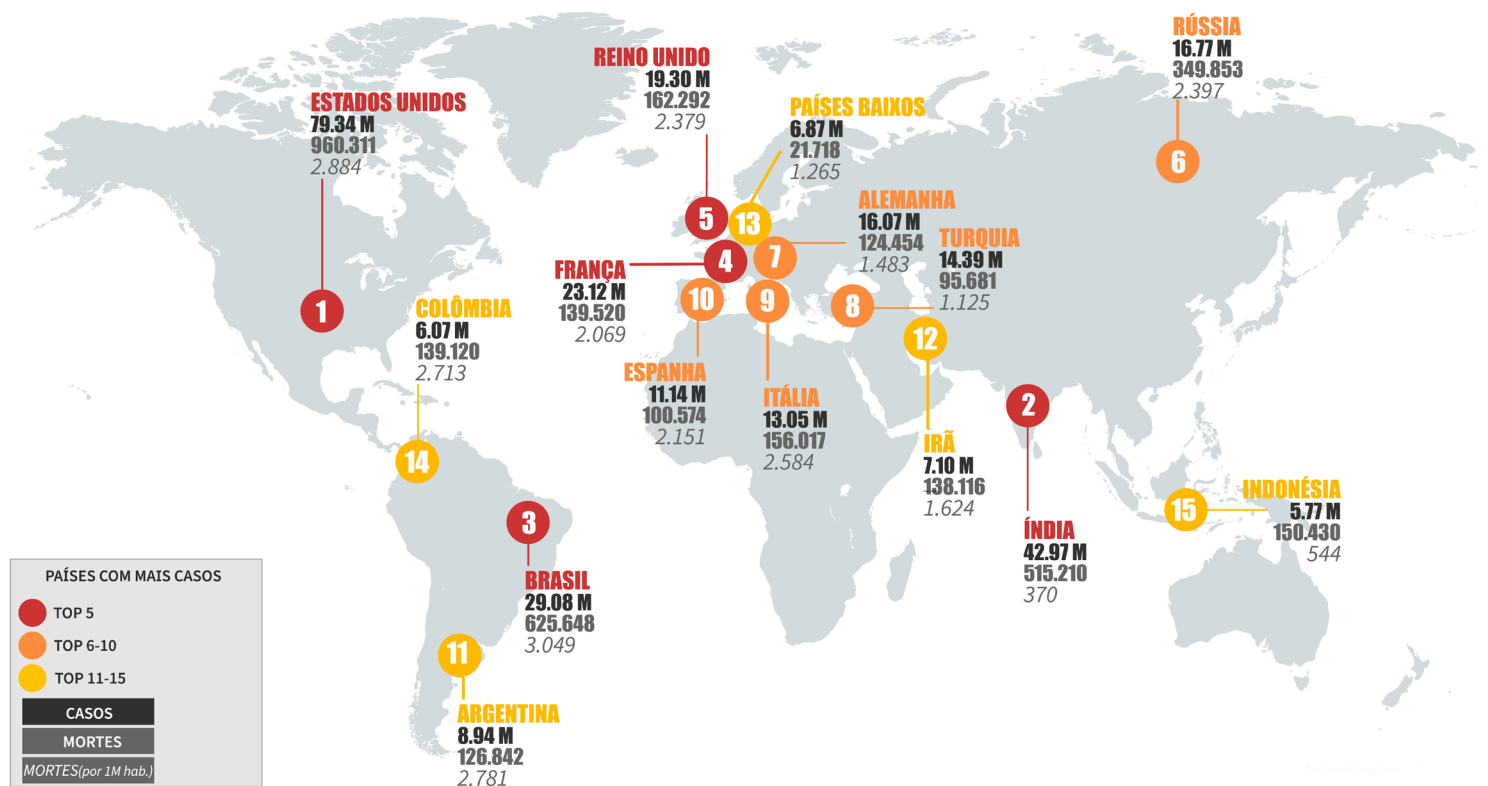 RÚSSIA
16.77 M
349.853
2.397
REINO UNIDO
19.30 M
162.292
2.379
ESTADOS UNIDOS
79.34 M
960.311
2.884
PAÍSES BAIXOS
6.87 M
21.718
1.265
6
5
13
ALEMANHA
16.07 M
124.454
1.483
TURQUIA
14.39 M
95.681
1.125
7
4
FRANÇA
23.12 M
139.520
2.069
1
10
9
8
12
COLÔMBIA
6.07 M
139.120
2.713
ESPANHA
11.14 M
100.574
2.151
ITÁLIA
13.05 M
156.017
2.584
2
IRÃ
7.10 M
138.116
1.624
14
3
15
INDONÉSIA
5.77 M
150.430
544
ÍNDIA
42.97 M
515.210
370
BRASIL
29.08 M
625.648
3.049
11
ARGENTINA
8.94 M
126.842
2.781
PAÍSES COM MAIS CASOS
TOP 5
TOP 6-10
TOP 11-15
CASOS
MORTES
MORTES(por 1M hab.)